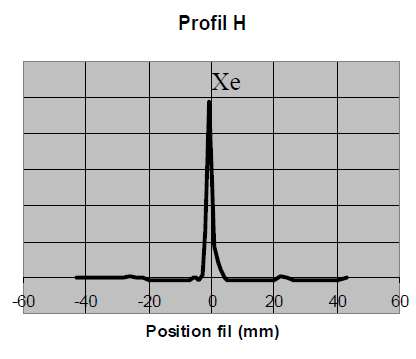 Profil H
Xe
-60 -40 -20 0 20 40 60
Position fil (mm)